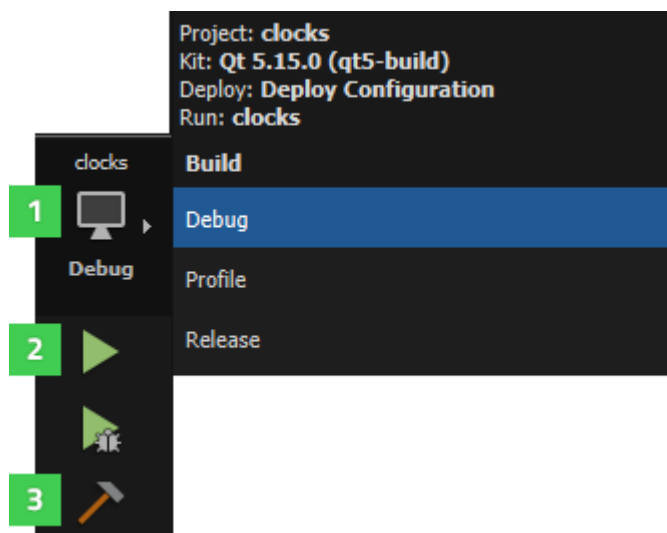 Project: clocks
Kit: Qt 5.15.0 (qt5-build)
Deploy: Deploy Configuration
Run: clocks
clocks
Build
1
Debug
Debug
Profile
2
Release
3